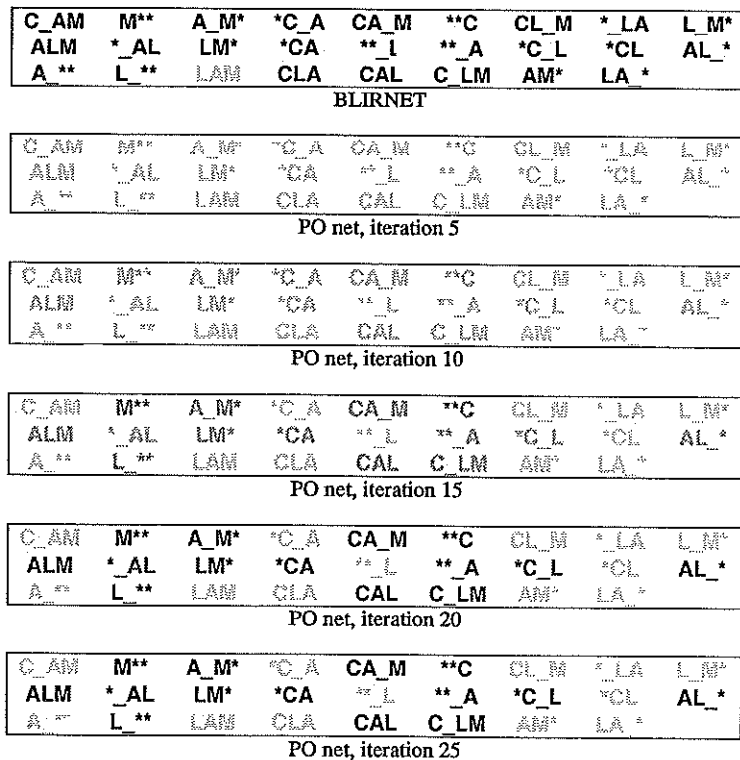 C_AM M** A_M* *C_A CA_M **C CL_M *_LA L_M*
ALM *_AL LM* *CA **_L **_A *C_L *CL AL_*
A_** L_** LAM CLA CAL C_LM AM* LA_*
BLIRNET
C_AM M** A_M* *C_A CA_M **C CL_M *_LA L_M*
ALM *_AL LM* *CA **_L **_A *C_L *CL AL_*
A_** L_** LAM CLA CAL C_LM AM* LA_*
PO net, iteration 5
C_AM M** A_M* *C_A CA_M **C CL_M *_LA L_M*
ALM *_AL LM* *CA **_L **_A *C_L *CL AL_*
A_** L_** LAM CLA CAL C_LM AM* LA_*
PO net, iteration 10
C_AM M** A_M* *C_A CA_M **C CL_M *_LA L_M*
ALM *_AL LM* *CA **_L **_A *C_L *CL AL_*
A_** L_** LAM CLA CAL C_LM AM* LA_*
PO net, iteration 15
C_AM M** A_M* *C_A CA_M **C CL_M *_LA L_M*
ALM *_AL LM* *CA **_L **_A *C_L *CL AL_*
A_** L_** LAM CLA CAL C_LM AM* LA_*
PO net, iteration 20
C_AM M** A_M* *C_A CA_M **C CL_M *_LA L_M*
ALM *_AL LM* *CA **_L **_A *C_L *CL AL_*
A_** L_** LAM CLA CAL C_LM AM* LA_*
PO net, iteration 25